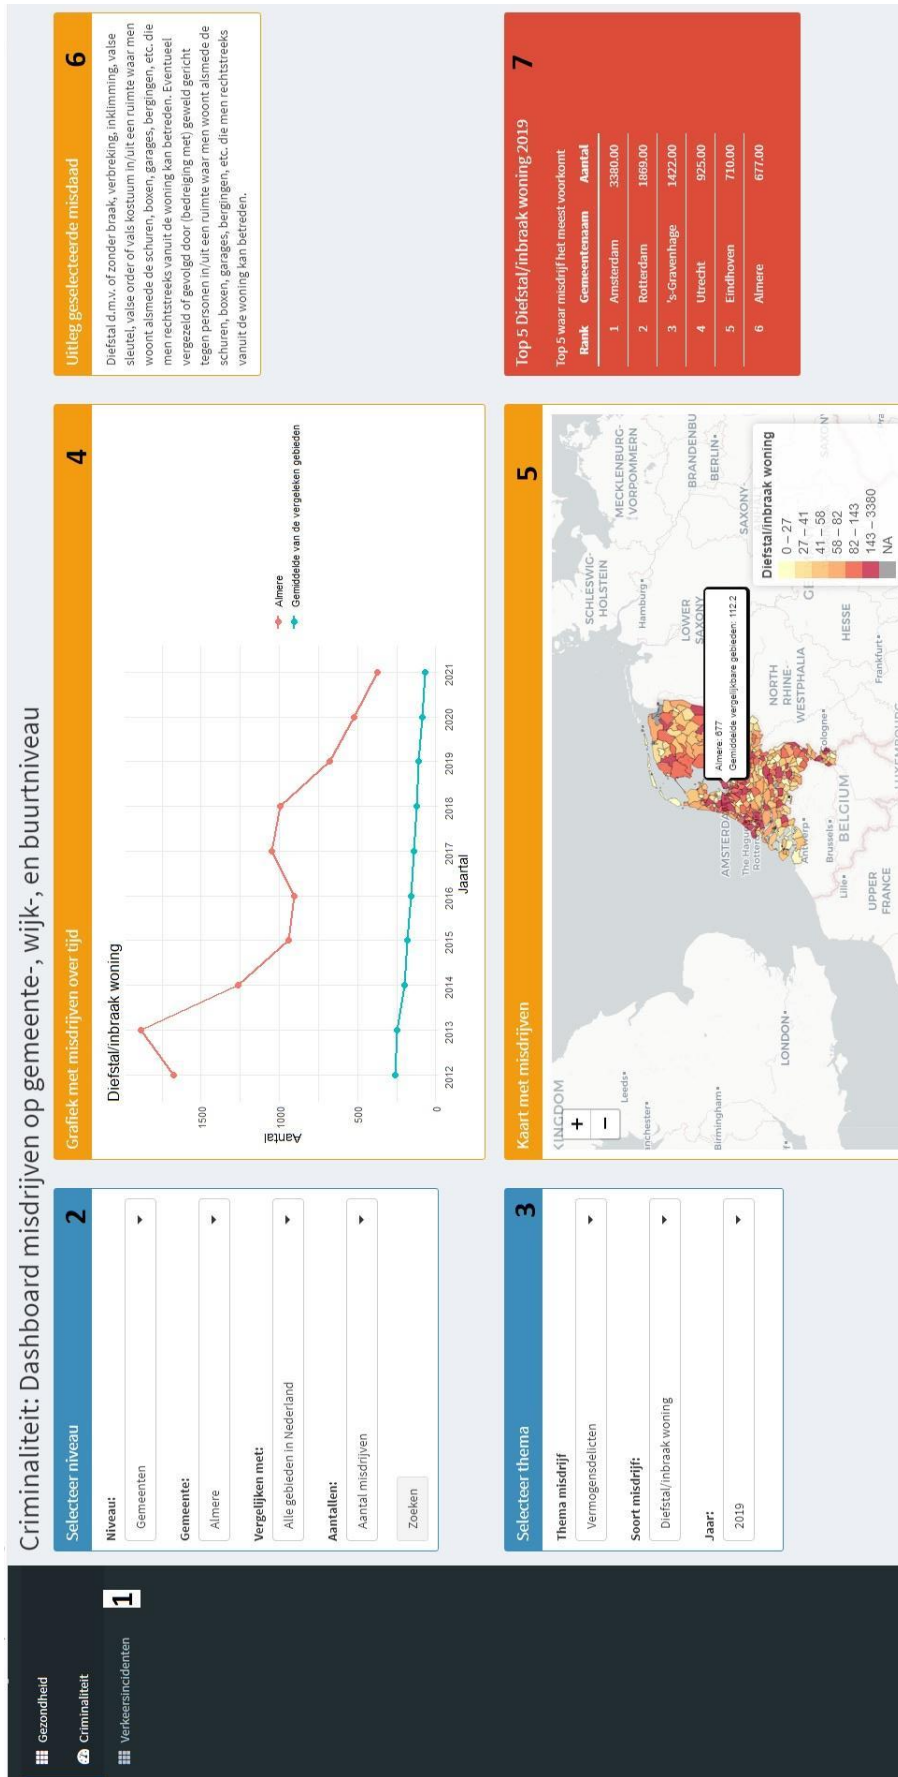 Gezondheid
Criminaliteit
Verkeersincidenten
1
Criminaliteit: Dashboard misdrijven op gemeente-, wijk-, en buurtniveau
Selecteer niveau
2
Niveau:
Gemeenten
Gemeente:
Almere
Vergelijken met:
Alle gebieden in Nederland
Aantallen:
Aantal misdrijven
Zoeken
Selecteer thema
3
Thema misdrijf
Vermogensdelicten
Soort misdrijf:
Diefstal/inbraak woning
Jaar:
2019
Grafiek met misdrijven over tijd
4
Diefstal/inbraak woning
1500
1000
500
0
Aantal
2012 2013 2014 2015 2016 2017 2018 2019 2020 2021
Jaartal
Almere
Gemiddelde van de vergeleken gebieden
Kaart met misdrijven
5
+
−
KINGDOM
Leeds
nchester
Birmingham
LONDON
AMSTERDA
The Hagu
Rotter
Antwerp
Brussels
BELGIUM
Lille
UPPER
FRANCE
SCHLESWIG-
HOLSTEIN
Hamburg
MECKLENBURG-
VORPOMMERN
LOWER
SAXONY
BRANDENBU
BERLIN
SAXONY-
NORTH
RHINE-
WESTPHALIA
ologne
HESSE
Frankfurt
Almere: 677
Gemiddelde vergelijkbare gebieden: 112.2
Diefstal/inbraak woning
0 – 27
27 – 41
41 – 58
58 – 82
82 – 143
143 – 3380
NA
Uitleg geselecteerde misdaad
6
Diefstal d.m.v. of zonder braak, verbreking, inklimming, valse
sleutel, valse order of vals kostuum in/uit een ruimte waar men
woont alsmede de schuren, boxen, garages, bergingen, etc. die
men rechtstreeks vanuit de woning kan betreden. Eventueel
vergezeld of gevolgd door (bedreiging met) geweld gericht
tegen personen in/uit een ruimte waar men woont alsmede de
schuren, boxen, garages, bergingen, etc. die men rechtstreeks
vanuit de woning kan betreden.
Top 5 Diefstal/inbraak woning 2019
7
Top 5 waar misdrijf het meest voorkomt
Rank Gemeentenaam Aantal
1 Amsterdam 3380.00
2 Rotterdam 1869.00
3 's-Gravenhage 1422.00
4 Utrecht 925.00
5 Eindhoven 710.00
6 Almere 677.00